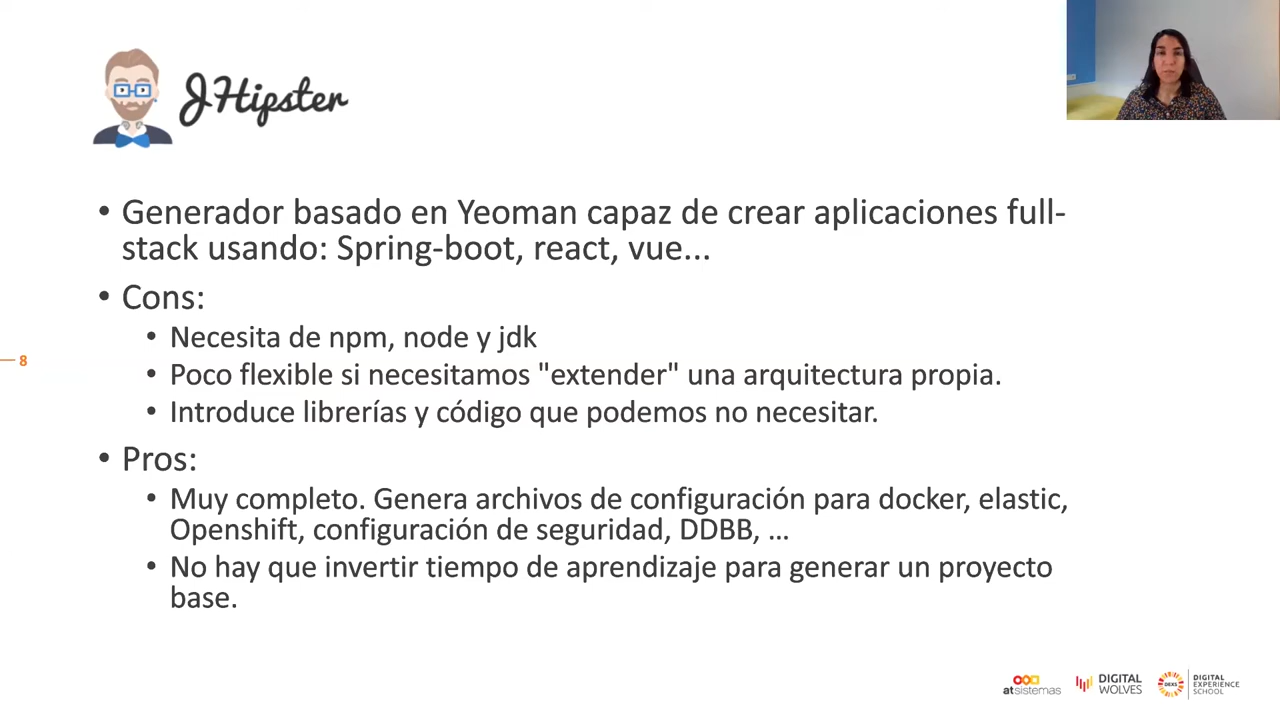 JHipster
• Generador basado en Yeoman capaz de crear aplicaciones full-
stack usando: Spring-boot, react, vue...
• Cons:
• Necesita de npm, node y jdk
8
• Poco flexible si necesitamos "extender" una arquitectura propia.
• Introduce librerías y código que podemos no necesitar.
• Pros:
• Muy completo. Genera archivos de configuración para docker, elastic,
Openshift, configuración de seguridad, DDBB, ...
• No hay que invertir tiempo de aprendizaje para generar un proyecto
base.
atsistemas
DIGITAL
WOLVES
DEXS
DIGITAL
EXPERIENCE
SCHOOL